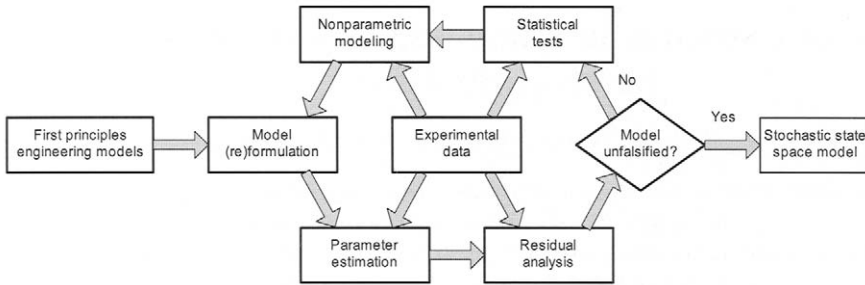 Nonparametric
modeling
Statistical
tests
No
Yes
First principles
engineering models
Model
(re)formulation
Experimental
data
Model
unfalsified?
Stochastic state
space model
Parameter
estimation
Residual
analysis